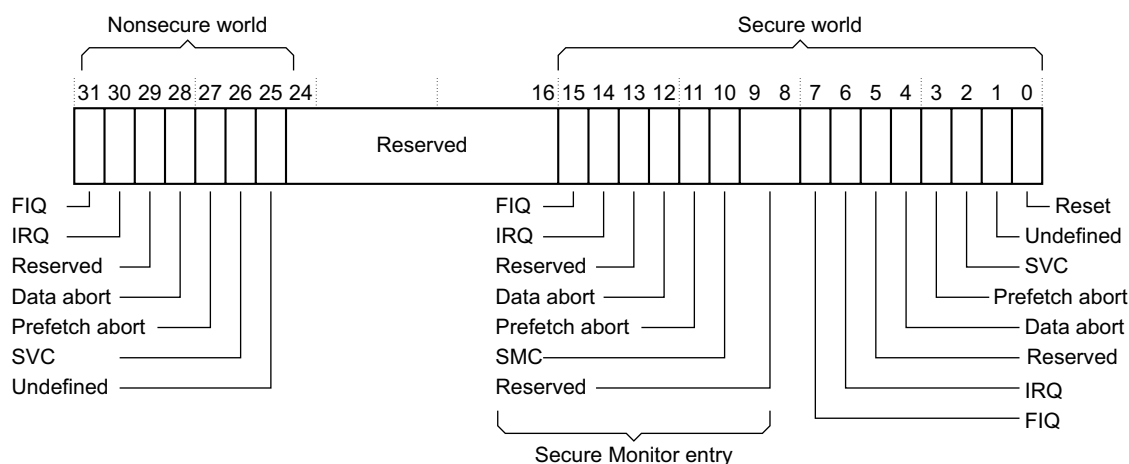 Nonsecure world Secure world
31 30 29 28 27 26 25 24 16 15 14 13 12 11 10 9 8 7 6 5 4 3 2 1 0
Reserved
FIQ FIQ Reset
IRQ IRQ Undefined
Reserved Reserved SVC
Data abort Data abort Prefetch abort
Prefetch abort Prefetch abort Data abort
SVC SMC Reserved
Undefined Reserved IRQ
FIQ
Secure Monitor entry